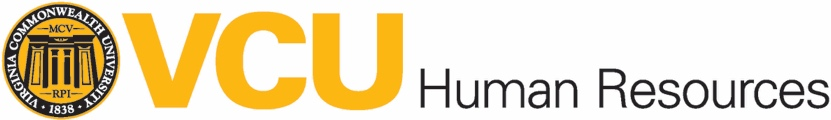 VIRGINIA COMMONWEALTH UNIVERSITY
MCV
RPI
1838
VCU Human Resources